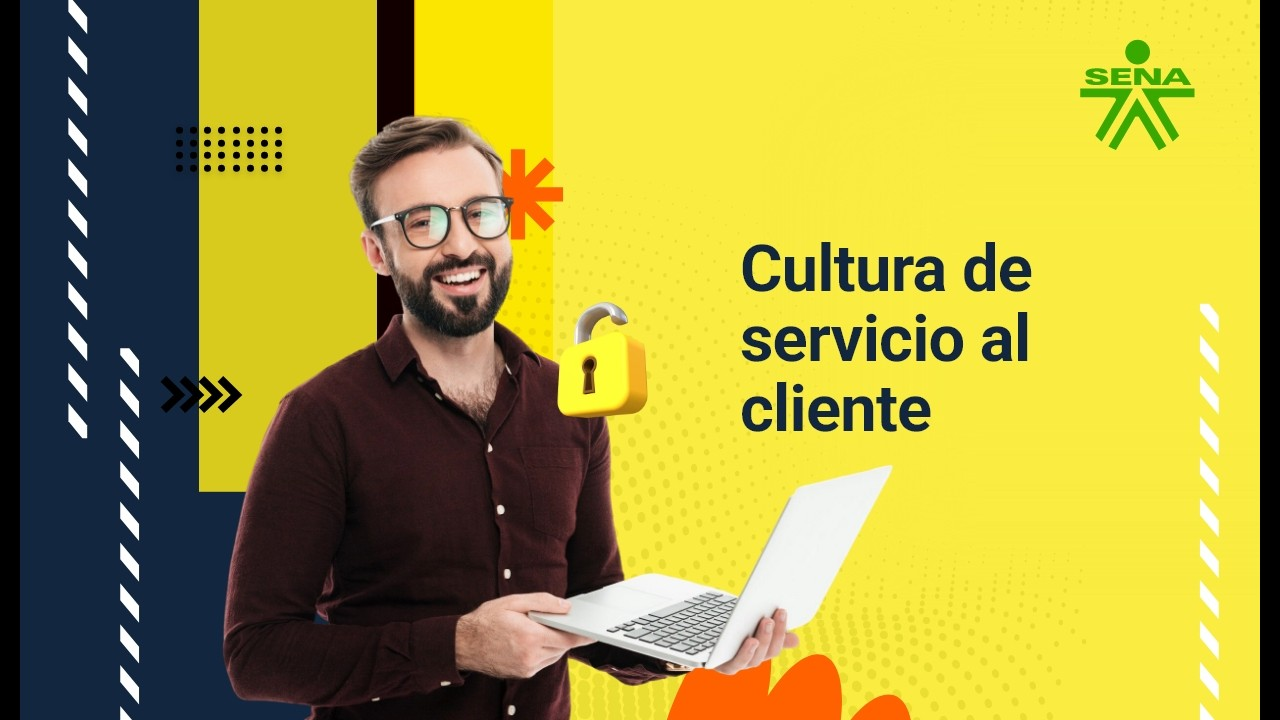 SENA
Cultura de
servicio al
cliente